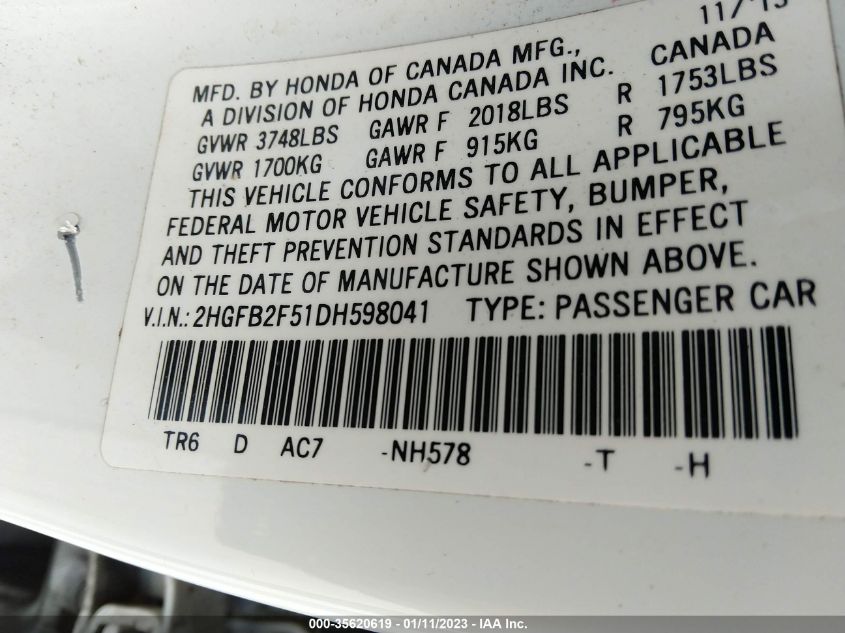 11/13
MFD. BY HONDA OF CANADA MFG.,
A DIVISION OF HONDA CANADA INC. CANADA
GVWR 3748LBS GAWR F 2018LBS R 1753LBS
GVWR 1700KG GAWR F 915KG R 795KG
THIS VEHICLE CONFORMS TO ALL APPLICABLE
FEDERAL MOTOR VEHICLE SAFETY, BUMPER,
AND THEFT PREVENTION STANDARDS IN EFFECT
ON THE DATE OF MANUFACTURE SHOWN ABOVE.
V.I.N.: 2HGFB2F51DH598041 TYPE: PASSENGER CAR
TR6 D AC7 -NH578 -T -H
000-35620619 - 01/11/2023 - IAA Inc.